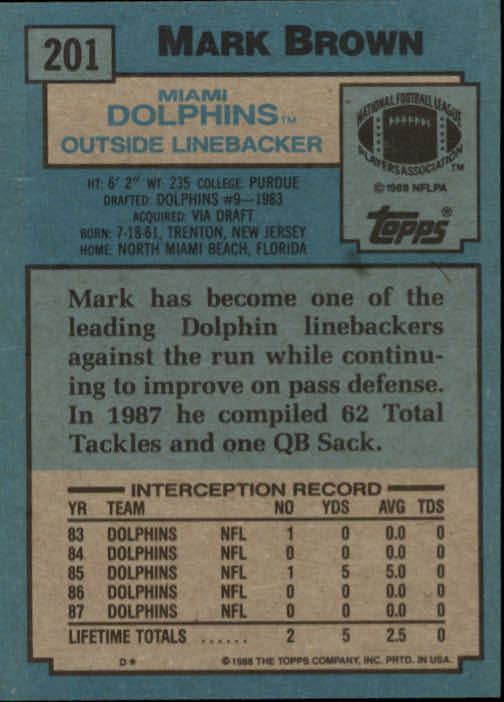 201
MARK BROWN
MIAMI
DOLPHINS™
OUTSIDE LINEBACKER
NATIONAL FOOTBALL LEAGUE
PLAYERS ASSOCIATION™
© 1988 NFLPA
Topps®
HT: 6' 2" WT: 235 COLLEGE: PURDUE
DRAFTED: DOLPHINS #9—1983
ACQUIRED: VIA DRAFT
BORN: 7-18-61, TRENTON, NEW JERSEY
HOME: NORTH MIAMI BEACH, FLORIDA
Mark has become one of the
leading Dolphin linebackers
against the run while continu-
ing to improve on pass defense.
In 1987 he compiled 62 Total
Tackles and one QB Sack.
INTERCEPTION RECORD
YR TEAM NO YDS AVG TDS
83 DOLPHINS NFL 1 0 0.0 0
84 DOLPHINS NFL 0 0 0.0 0
85 DOLPHINS NFL 1 5 5.0 0
86 DOLPHINS NFL 0 0 0.0 0
87 DOLPHINS NFL 0 0 0.0 0
LIFETIME TOTALS ...... 2 5 2.5 0
D* © 1988 THE TOPPS COMPANY, INC. PRTD. IN USA.